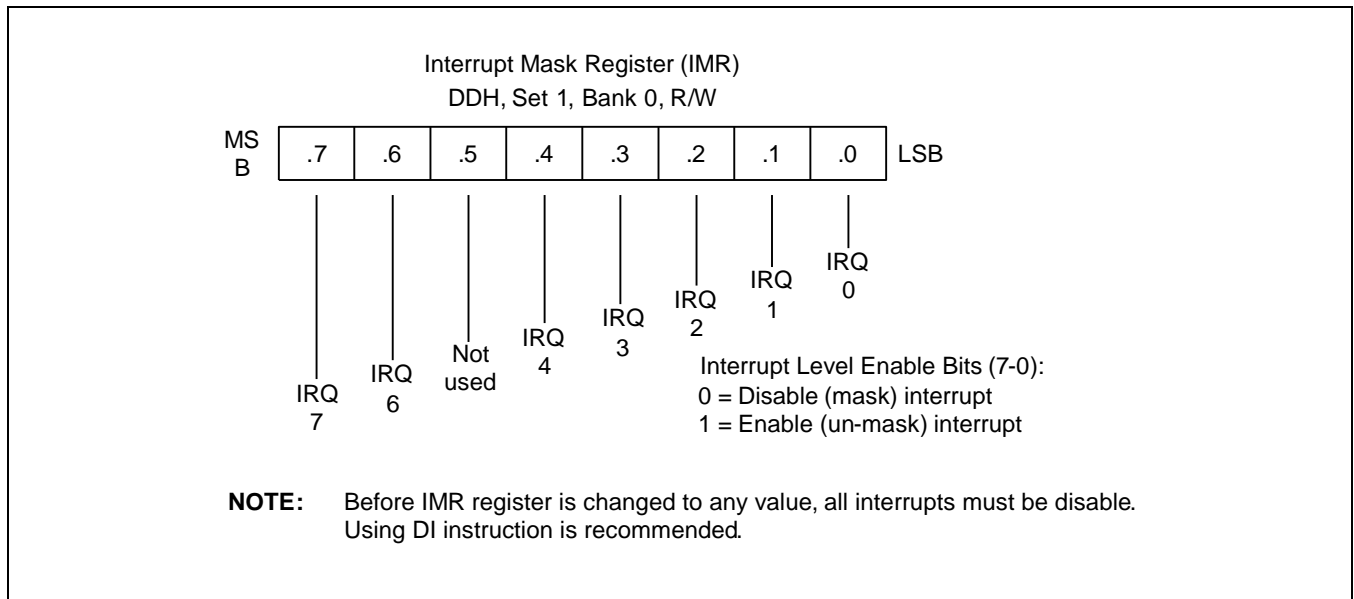 Interrupt Mask Register (IMR)
DDH, Set 1, Bank 0, R/W
MS
B
.7 .6 .5 .4 .3 .2 .1 .0 LSB
IRQ
7
IRQ
6
Not
used
IRQ
4
IRQ
3
IRQ
2
IRQ
1
IRQ
0
Interrupt Level Enable Bits (7-0):
0 = Disable (mask) interrupt
1 = Enable (un-mask) interrupt
NOTE: Before IMR register is changed to any value, all interrupts must be disable.
Using DI instruction is recommended.